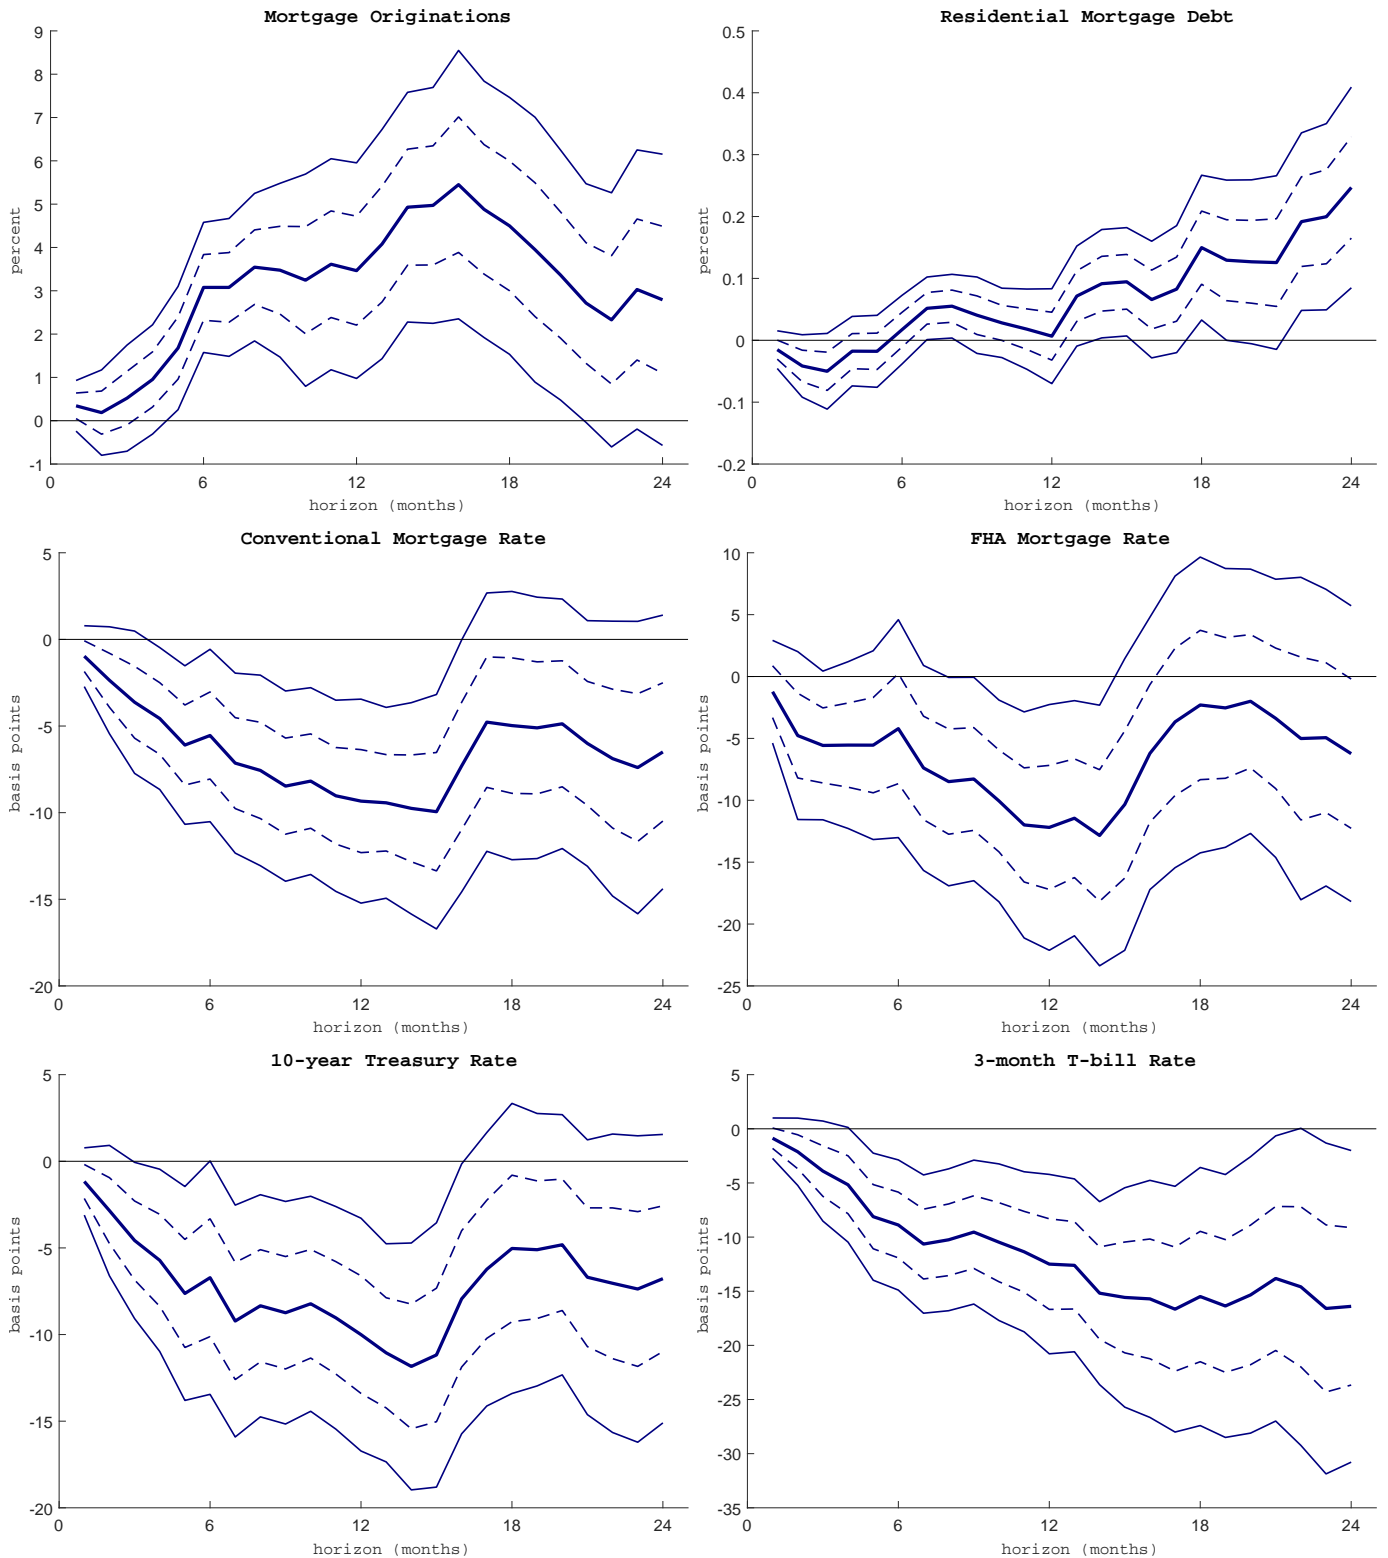 Mortgage Originations
9
8
7
6
5
4
3
2
1
0
-1
percent
0 6 12 18 24
horizon (months)
Residential Mortgage Debt
0.5
0.4
0.3
0.2
0.1
0
-0.1
-0.2
percent
0 6 12 18 24
horizon (months)
Conventional Mortgage Rate
5
0
-5
-10
-15
-20
basis points
0 6 12 18 24
horizon (months)
FHA Mortgage Rate
10
5
0
-5
-10
-15
-20
-25
basis points
0 6 12 18 24
horizon (months)
10-year Treasury Rate
5
0
-5
-10
-15
-20
basis points
0 6 12 18 24
horizon (months)
3-month T-bill Rate
5
0
-5
-10
-15
-20
-25
-30
-35
basis points
0 6 12 18 24
horizon (months)